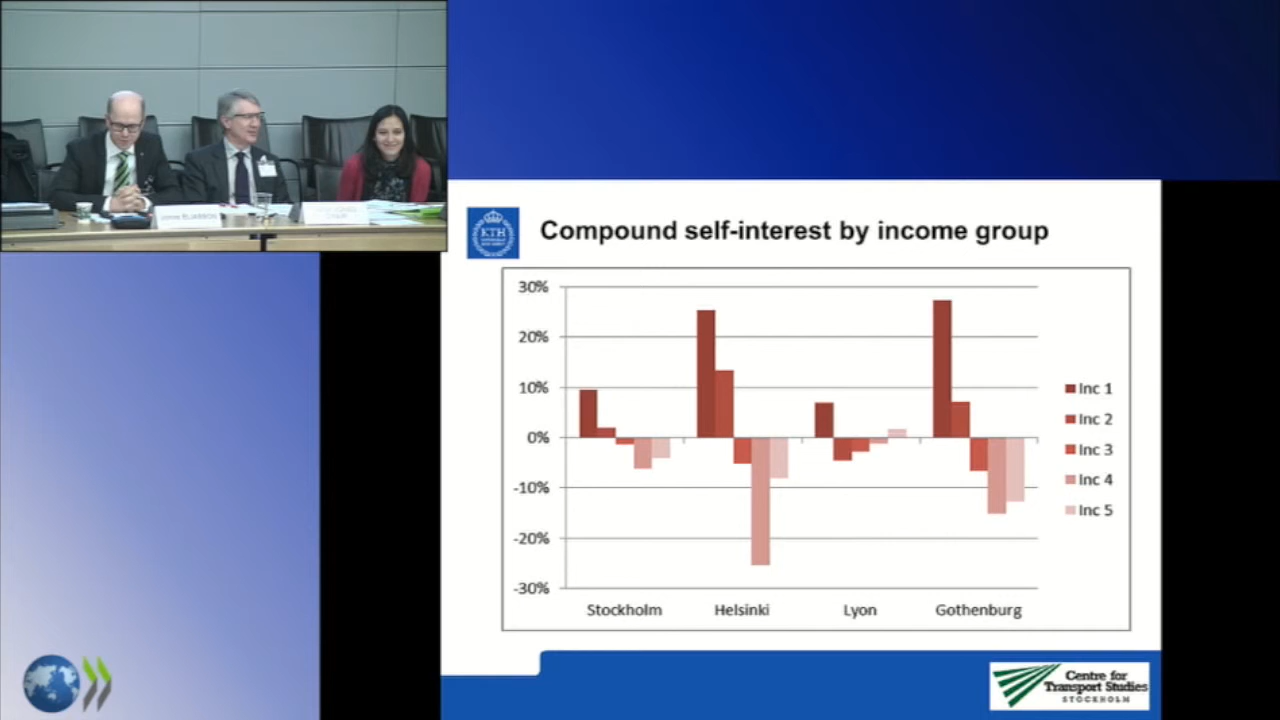 KTH
Compound self-interest by income group
30%
20%
10%
0%
-10%
-20%
-30%
Stockholm
Helsinki
Lyon
Gothenburg
Inc 1
Inc 2
Inc 3
Inc 4
Inc 5
Centre for
Transport Studies
STOCKHOLM